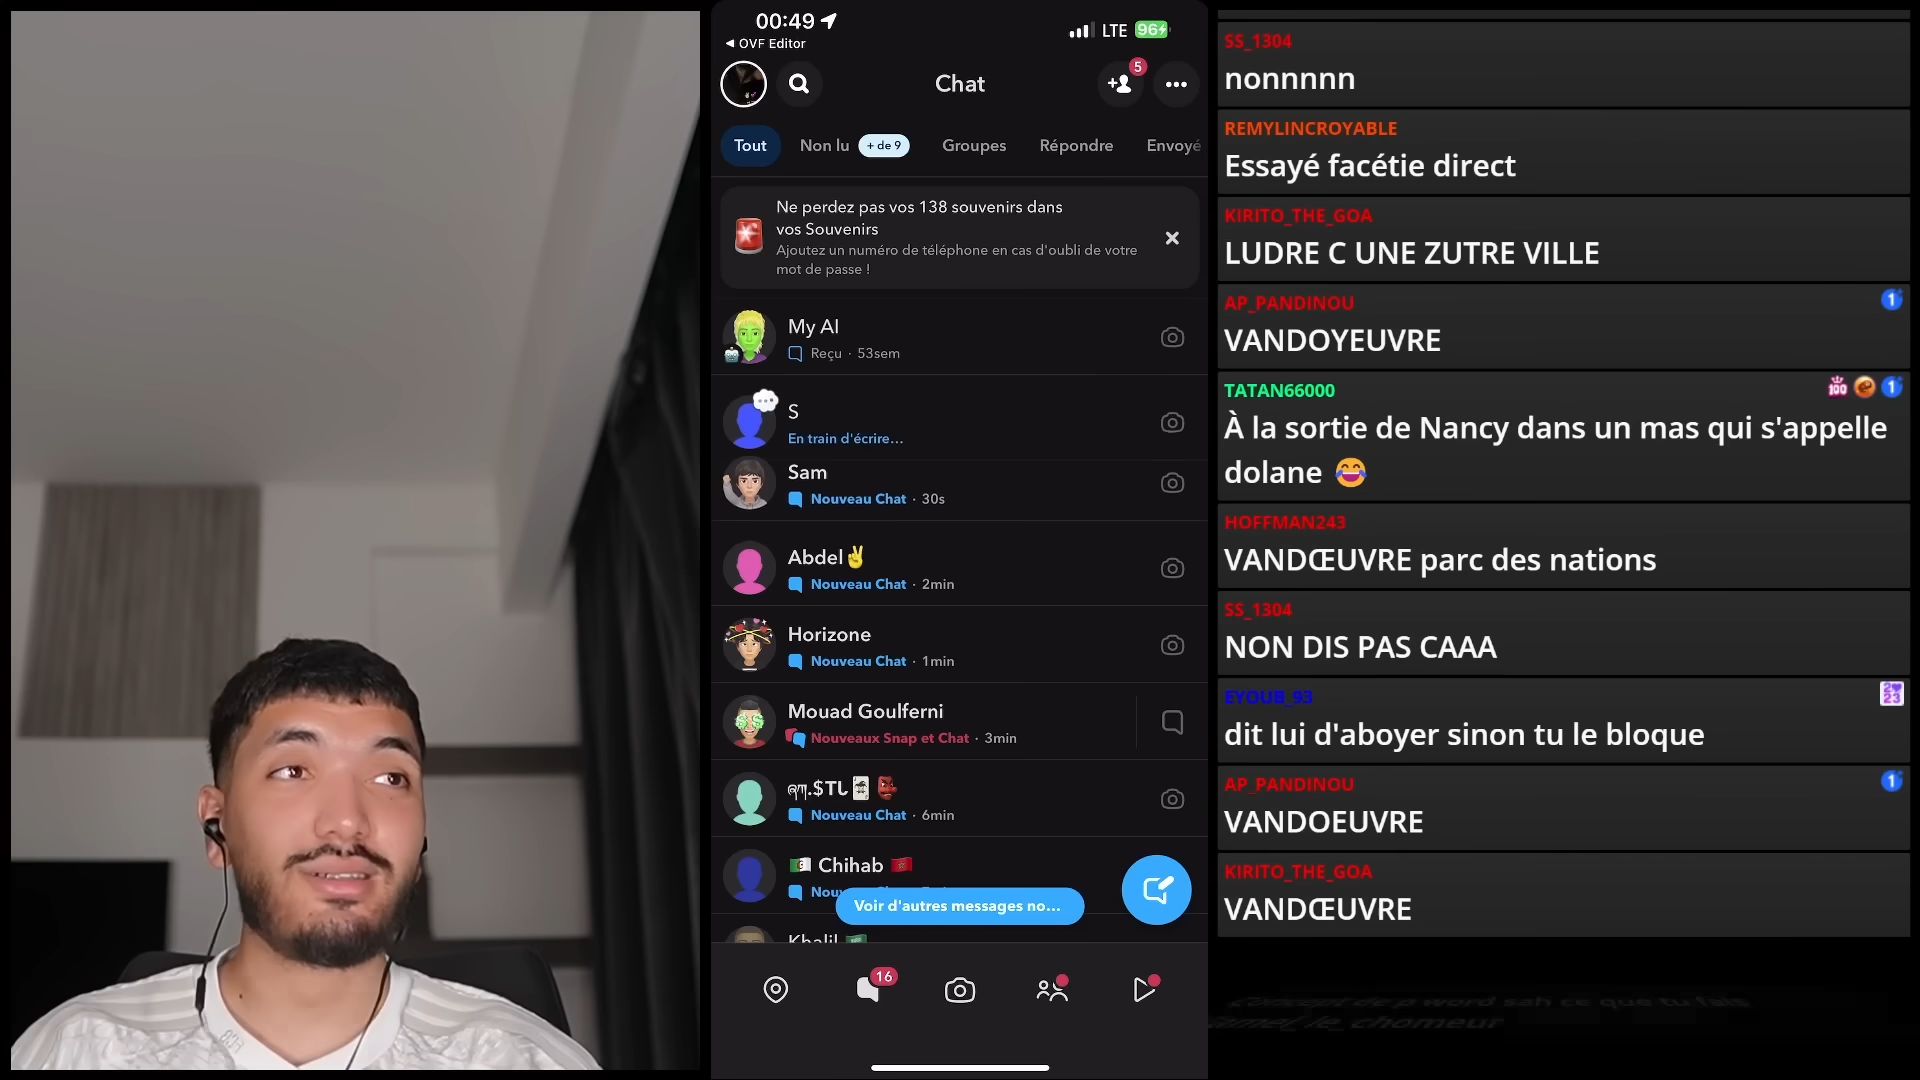 00:49
LTE
96
OVF Editor
5
Chat
Tout
Non lu
+ de 9
Groupes
Répondre
Envoyé
Ne perdez pas vos 138 souvenirs dans
vos Souvenirs
Ajoutez un numéro de téléphone en cas d'oubli de votre
mot de passe !
My AI
Reçu · 53sem
S
En train d'écrire...
Sam
Nouveau Chat · 30s
Abdel✌
Nouveau Chat · 2min
Horizone
Nouveau Chat · 1min
Mouad Goulferni
Nouveaux Snap et Chat · 3min
Nouveau Chat · 6min
🇩🇿 Chihab 🇲🇦
Voir d'autres messages no...
Khalil 🇸🇦
16
SS_1304
nonnnnn
REMYLINCROYABLE
Essayé facétie direct
KIRITO_THE_GOA
LUDRE C UNE ZUTRE VILLE
AP_PANDINOU
1
VANDOYEUVRE
TATAN66000
100
1
À la sortie de Nancy dans un mas qui s'appelle
dolane 😂
HOFFMAN243
VANDŒUVRE parc des nations
SS_1304
NON DIS PAS CAAA
EYOUB_93
dit lui d'aboyer sinon tu le bloque
AP_PANDINOU
1
VANDOEUVRE
KIRITO_THE_GOA
VANDŒUVRE